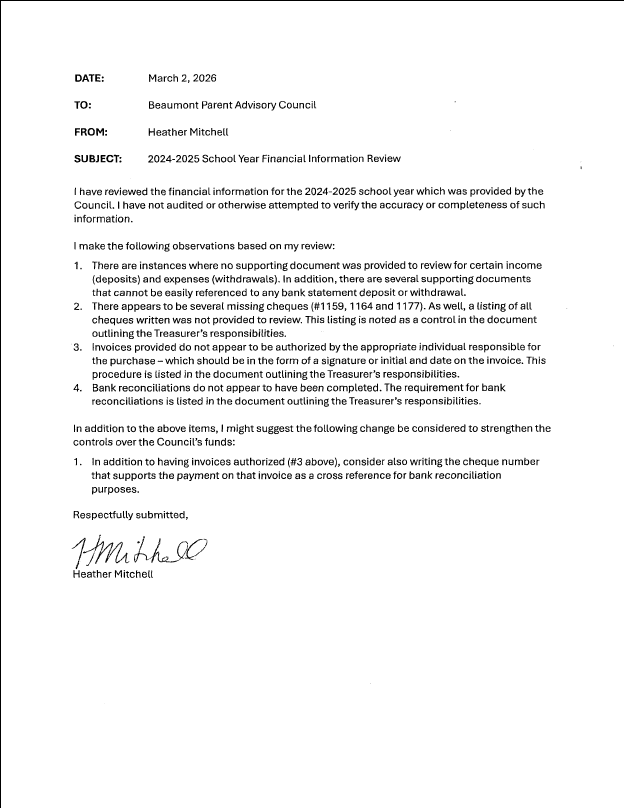 DATE: March 2, 2026
TO: Beaumont Parent Advisory Council
FROM: Heather Mitchell
SUBJECT: 2024-2025 School Year Financial Information Review
I have reviewed the financial information for the 2024-2025 school year which was provided by the
Council. I have not audited or otherwise attempted to verify the accuracy or completeness of such
information.
I make the following observations based on my review:
1. There are instances where no supporting document was provided to review for certain income
(deposits) and expenses (withdrawals). In addition, there are several supporting documents
that cannot be easily referenced to any bank statement deposit or withdrawal.
2. There appears to be several missing cheques (#1159, 1164 and 1177). As well, a listing of all
cheques written was not provided to review. This listing is noted as a control in the document
outlining the Treasurer's responsibilities.
3. Invoices provided do not appear to be authorized by the appropriate individual responsible for
the purchase – which should be in the form of a signature or initial and date on the invoice. This
procedure is listed in the document outlining the Treasurer's responsibilities.
4. Bank reconciliations do not appear to have been completed. The requirement for bank
reconciliations is listed in the document outlining the Treasurer's responsibilities.
In addition to the above items, I might suggest the following change be considered to strengthen the
controls over the Council's funds:
1. In addition to having invoices authorized (#3 above), consider also writing the cheque number
that supports the payment on that invoice as a cross reference for bank reconciliation
purposes.
Respectfully submitted,
HMitchell
Heather Mitchell